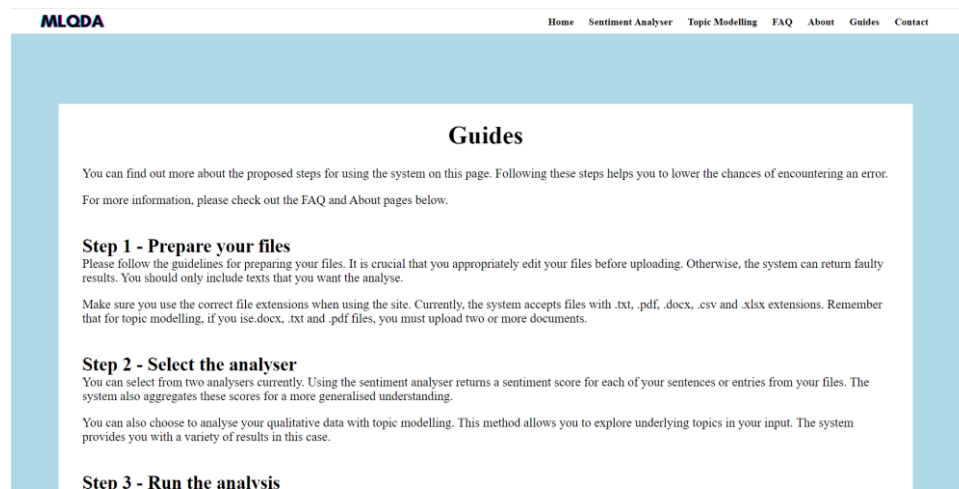 MLQDA
Home Sentiment Analyser Topic Modelling FAQ About Guides Contact
Guides
You can find out more about the proposed steps for using the system on this page. Following these steps helps you to lower the chances of encountering an error.
For more information, please check out the FAQ and About pages below.
Step 1 - Prepare your files
Please follow the guidelines for preparing your files. It is crucial that you appropriately edit your files before uploading. Otherwise, the system can return faulty
results. You should only include texts that you want the analyse.
Make sure you use the correct file extensions when using the site. Currently, the system accepts files with .txt, .pdf, .docx, .csv and .xlsx extensions. Remember
that for topic modelling, if you ise.docx, .txt and .pdf files, you must upload two or more documents.
Step 2 - Select the analyser
You can select from two analysers currently. Using the sentiment analyser returns a sentiment score for each of your sentences or entries from your files. The
system also aggregates these scores for a more generalised understanding.
You can also choose to analyse your qualitative data with topic modelling. This method allows you to explore underlying topics in your input. The system
provides you with a variety of results in this case.
Step 3 - Run the analysis